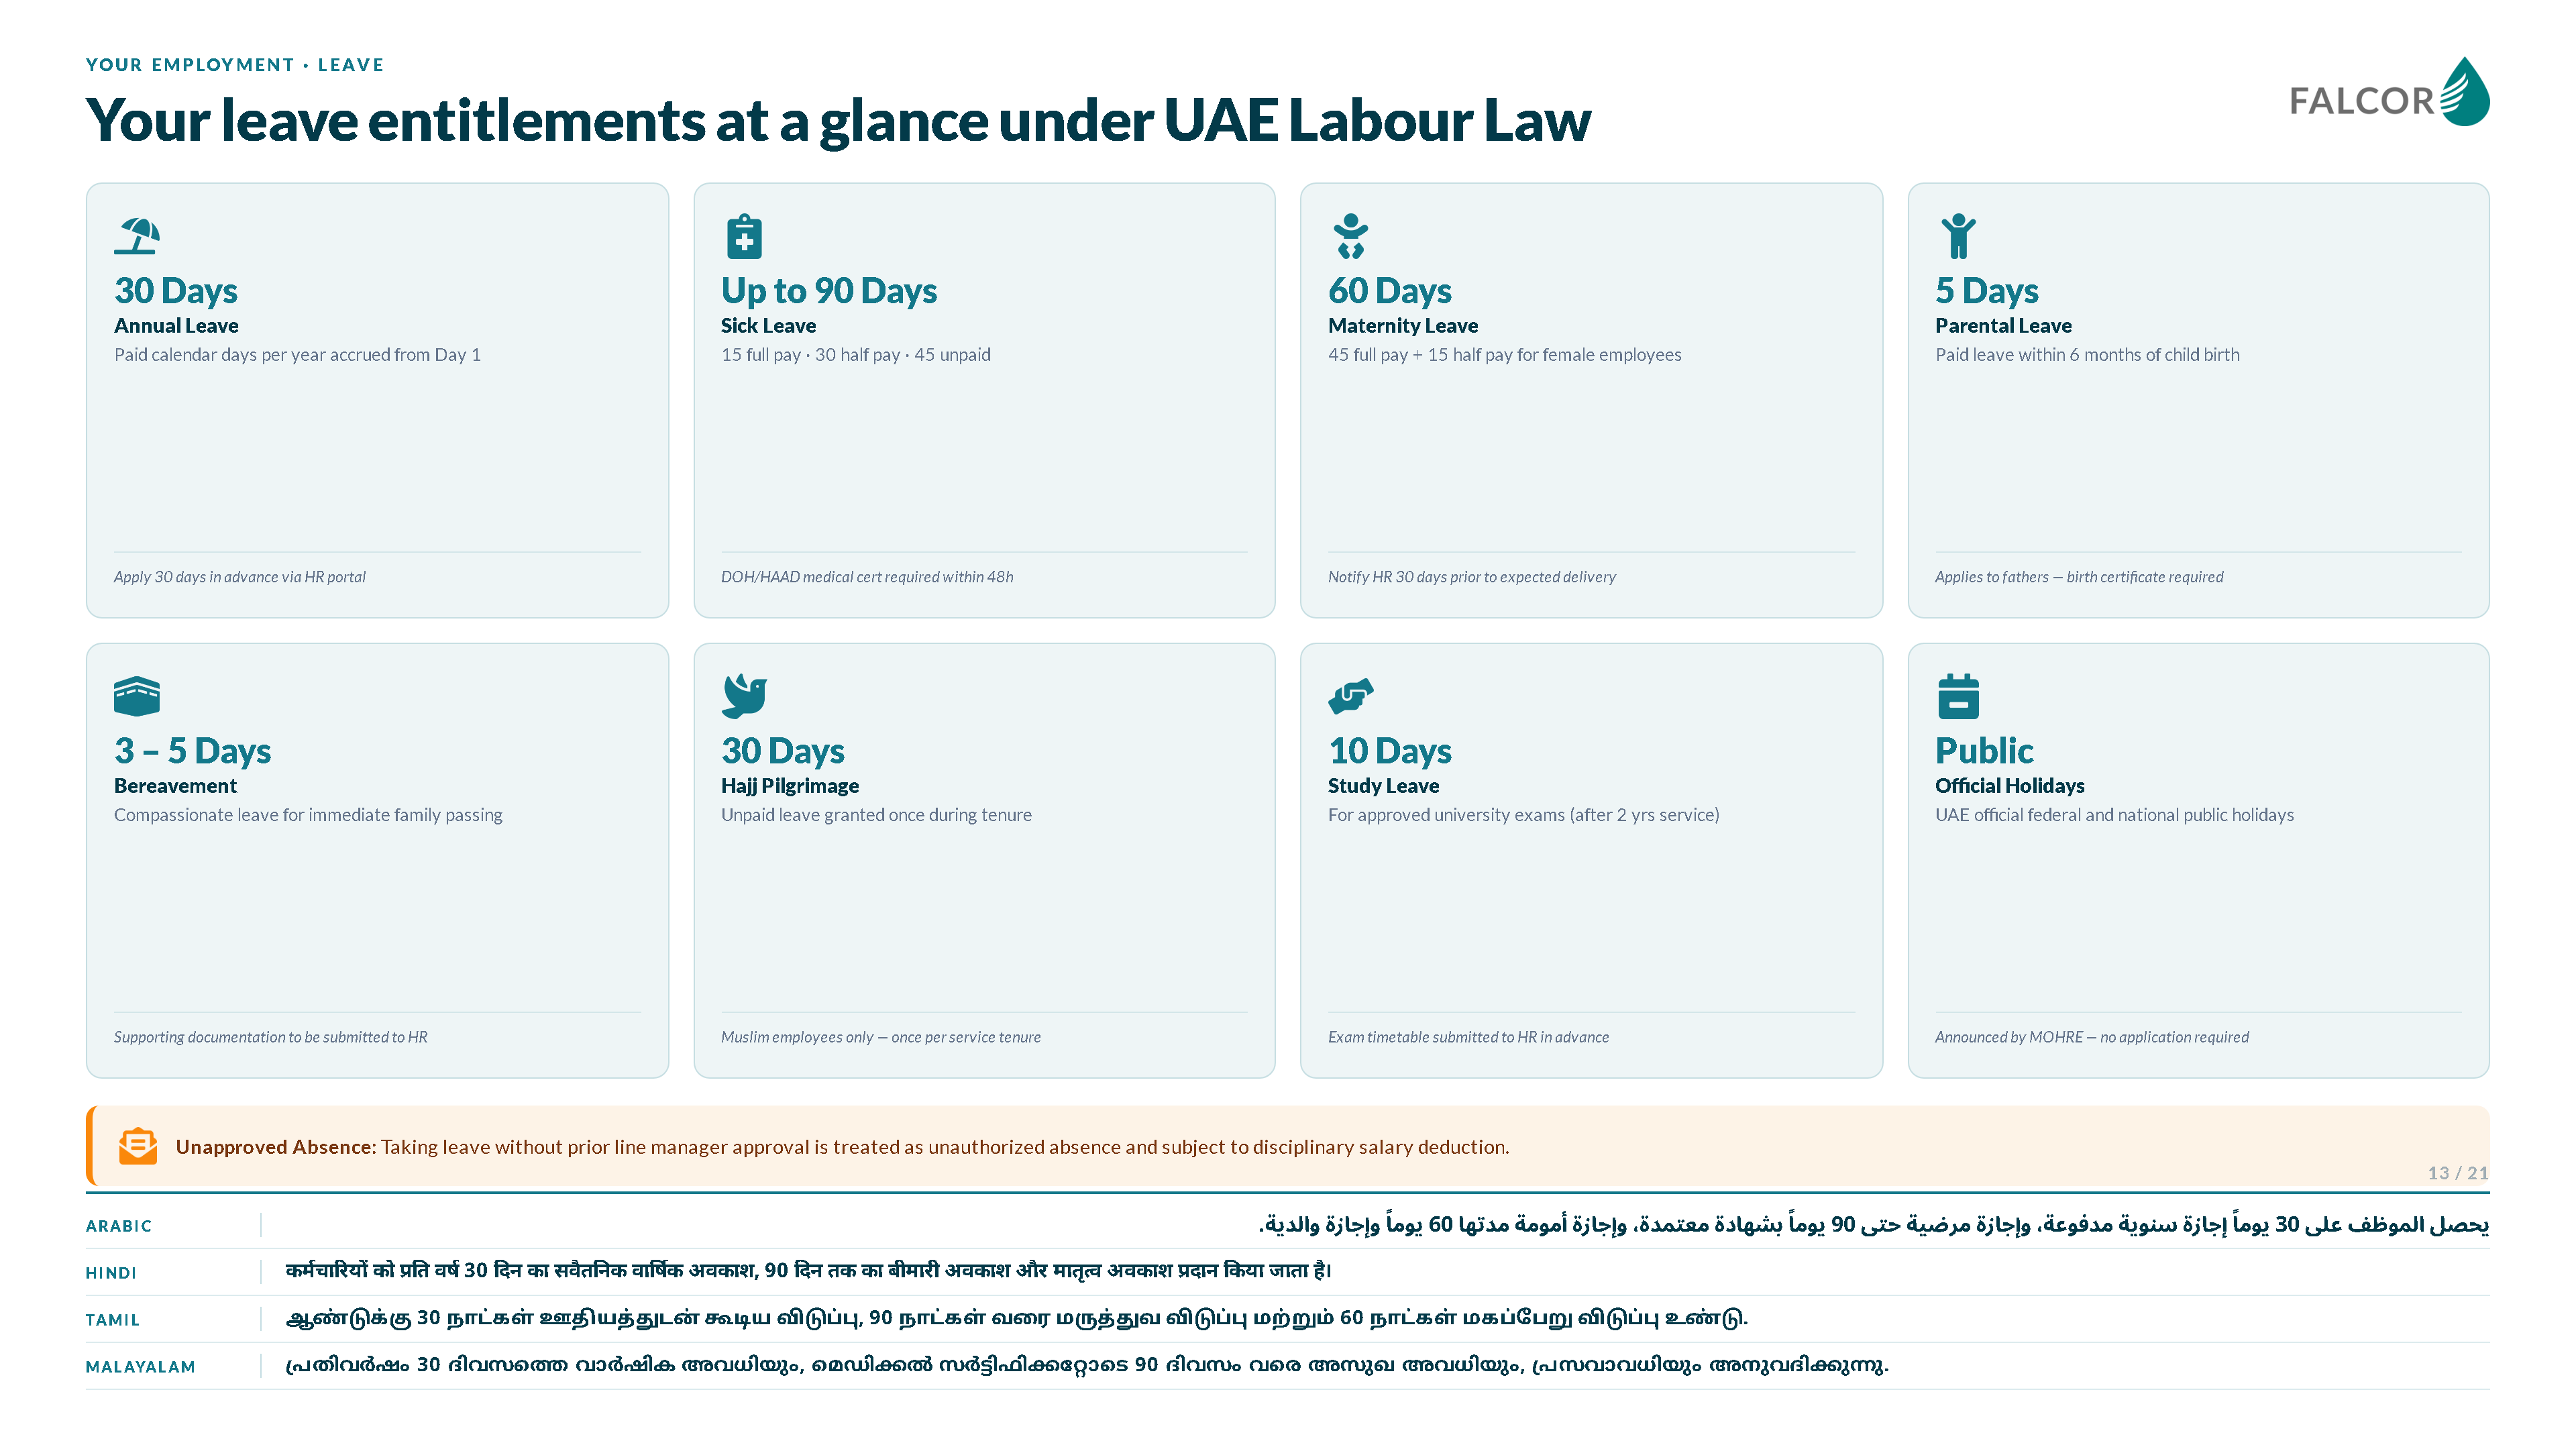 YOUR EMPLOYMENT · LEAVE
Your leave entitlements at a glance under UAE Labour Law
FALCOR
30 Days
Annual Leave
Paid calendar days per year accrued from Day 1
Apply 30 days in advance via HR portal
Up to 90 Days
Sick Leave
15 full pay · 30 half pay · 45 unpaid
DOH/HAAD medical cert required within 48h
60 Days
Maternity Leave
45 full pay + 15 half pay for female employees
Notify HR 30 days prior to expected delivery
5 Days
Parental Leave
Paid leave within 6 months of child birth
Applies to fathers — birth certificate required
3 – 5 Days
Bereavement
Compassionate leave for immediate family passing
Supporting documentation to be submitted to HR
30 Days
Hajj Pilgrimage
Unpaid leave granted once during tenure
Muslim employees only — once per service tenure
10 Days
Study Leave
For approved university exams (after 2 yrs service)
Exam timetable submitted to HR in advance
Public
Official Holidays
UAE official federal and national public holidays
Announced by MOHRE — no application required
Unapproved Absence: Taking leave without prior line manager approval is treated as unauthorized absence and subject to disciplinary salary deduction.
13 / 21
ARABIC
يحصل الموظف على 30 يوماً إجازة سنوية مدفوعة، وإجازة مرضية حتى 90 يوماً بشهادة معتمدة، وإجازة أمومة مدتها 60 يوماً وإجازة والدية.
HINDI
कर्मचारियों को प्रति वर्ष 30 दिन का सवैतनिक वार्षिक अवकाश, 90 दिन तक का बीमारी अवकाश और मातृत्व अवकाश प्रदान किया जाता है।
TAMIL
ஆண்டுக்கு 30 நாட்கள் ஊதியத்துடன் கூடிய விடுப்பு, 90 நாட்கள் வரை மருத்துவ விடுப்பு மற்றும் 60 நாட்கள் மகப்பேறு விடுப்பு உண்டு.
MALAYALAM
പ്രതിവർഷം 30 ദിവസത്തെ വാർഷിക അവധിയും, മെഡിക്കൽ സർട്ടിഫിക്കറ്റോടെ 90 ദിവസം വരെ അസുഖ അവധിയും, പ്രസവാവധിയും അനുവദിക്കുന്നു.